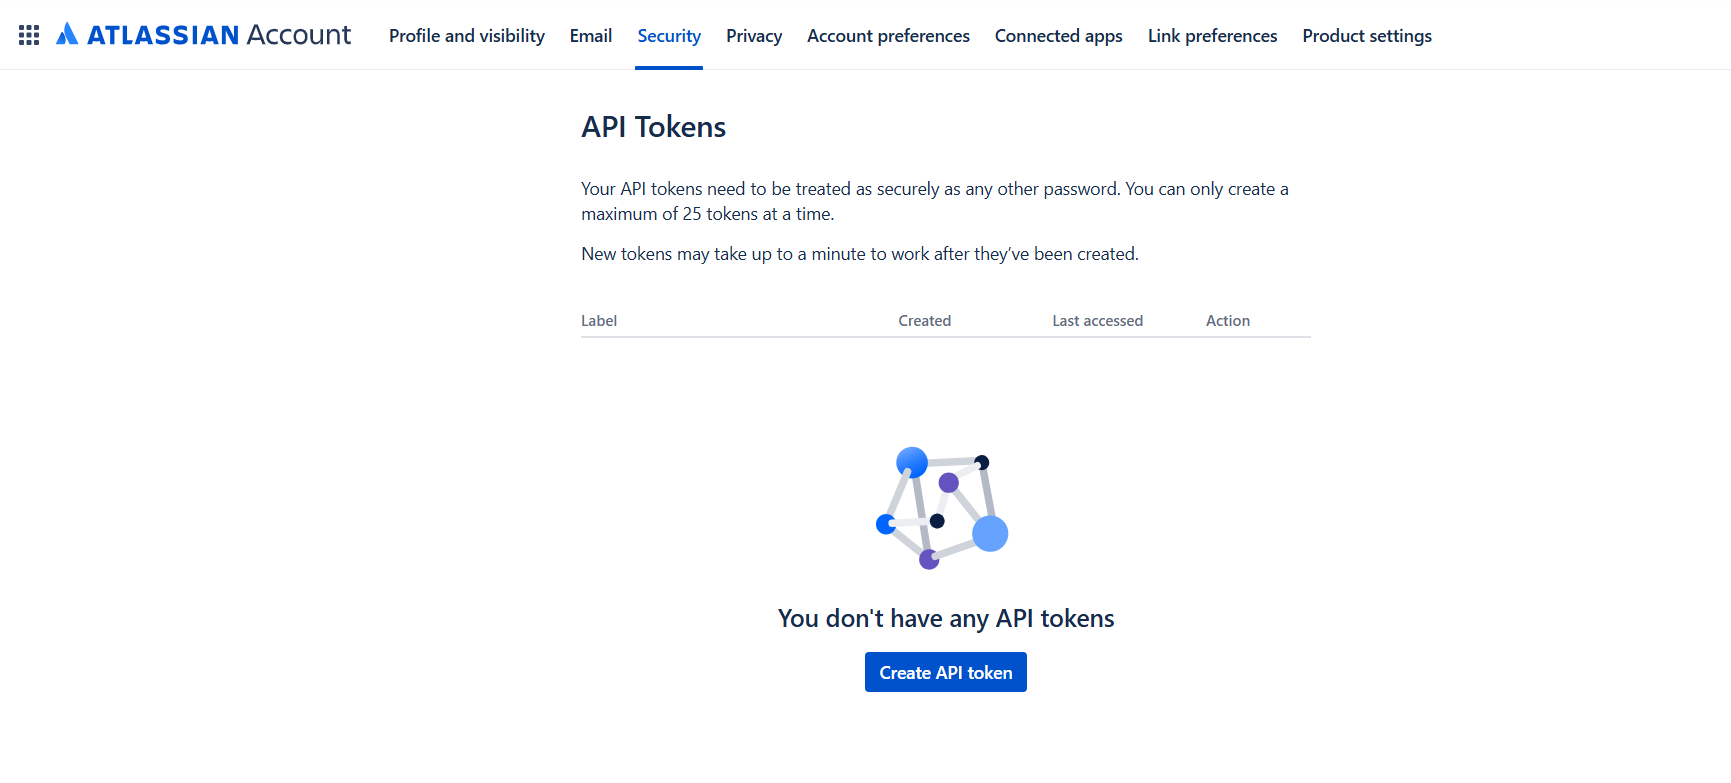 ATLASSIAN Account Profile and visibility Email Security Privacy Account preferences Connected apps Link preferences Product settings
API Tokens
Your API tokens need to be treated as securely as any other password. You can only create a
maximum of 25 tokens at a time.
New tokens may take up to a minute to work after they’ve been created.
Label Created Last accessed Action
You don't have any API tokens
Create API token